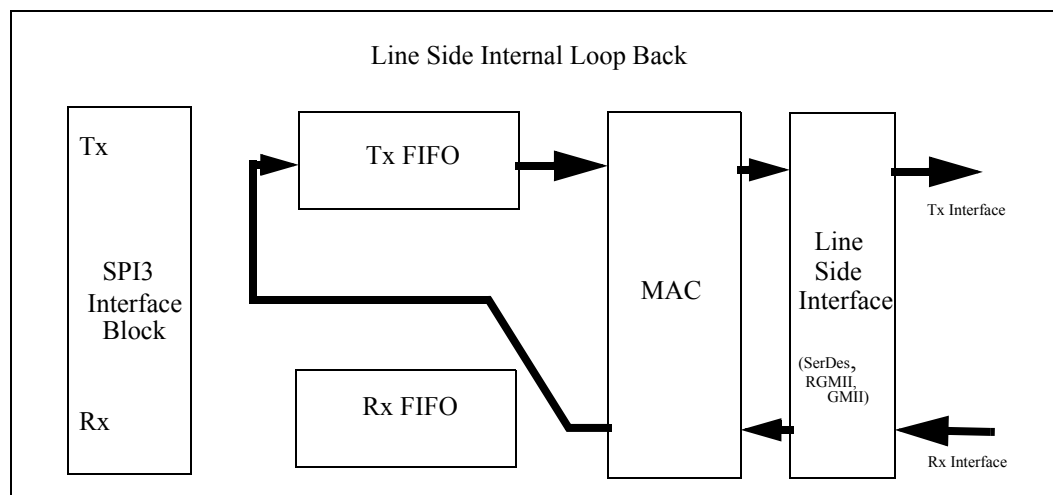 Line Side Internal Loop Back
Tx
SPI3
Interface
Block
Rx
Tx FIFO
Rx FIFO
MAC
Line
Side
Interface
(SerDes,
RGMII,
GMII)
Tx Interface
Rx Interface